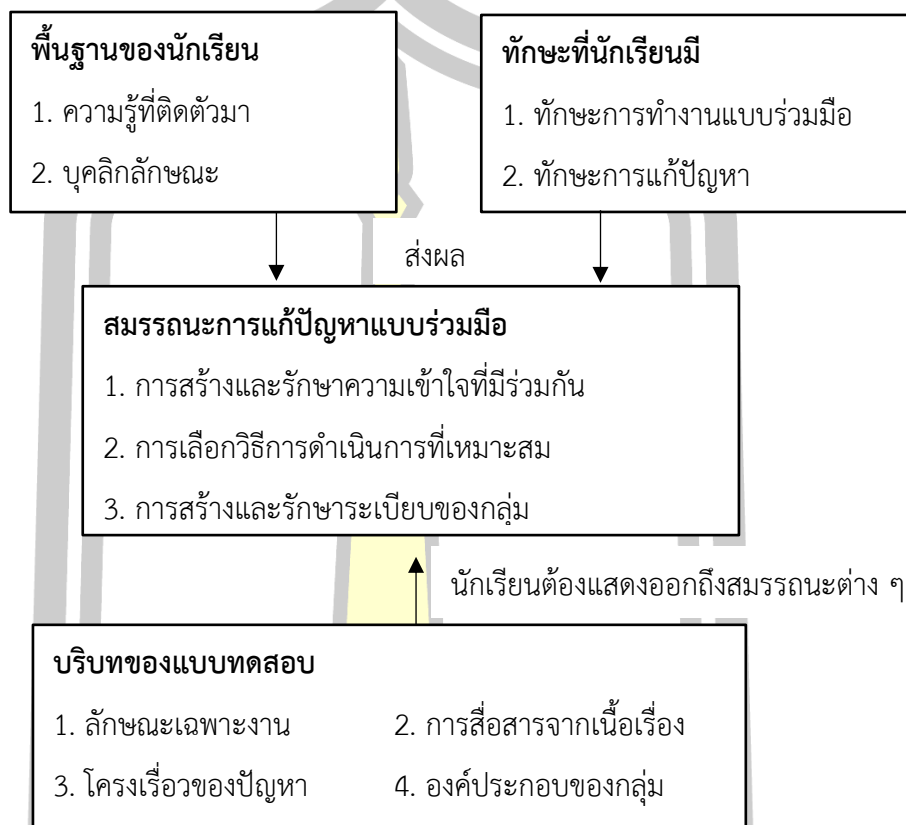 พื้นฐานของนักเรียน
1. ความรู้ที่ติดตัวมา
2. บุคลิกลักษณะ
ทักษะที่นักเรียนมี
1. ทักษะการทำงานแบบร่วมมือ
2. ทักษะการแก้ปัญหา
ส่งผล
สมรรถนะการแก้ปัญหาแบบร่วมมือ
1. การสร้างและรักษาความเข้าใจที่มีร่วมกัน
2. การเลือกวิธีการดำเนินการที่เหมาะสม
3. การสร้างและรักษาระเบียบของกลุ่ม
นักเรียนต้องแสดงออกถึงสมรรถนะต่าง ๆ
บริบทของแบบทดสอบ
1. ลักษณะเฉพาะงาน 2. การสื่อสารจากเนื้อเรื่อง
3. โครงเรื่อวของปัญหา 4. องค์ประกอบของกลุ่ม